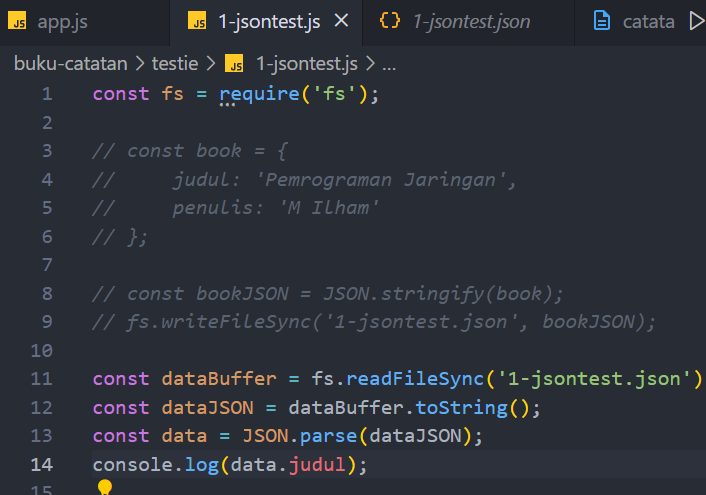 JS app.js JS 1-jsontest.js × {} 1-jsontest.json catata
buku-catatan > testie > JS 1-jsontest.js > ...
1 const fs = require('fs');
2
3 // const book = {
4 //     judul: 'Pemrograman Jaringan',
5 //     penulis: 'M Ilham'
6 // };
7
8 // const bookJSON = JSON.stringify(book);
9 // fs.writeFileSync('1-jsontest.json', bookJSON);
10
11 const dataBuffer = fs.readFileSync('1-jsontest.json')
12 const dataJSON = dataBuffer.toString();
13 const data = JSON.parse(dataJSON);
14 console.log(data.judul);
15